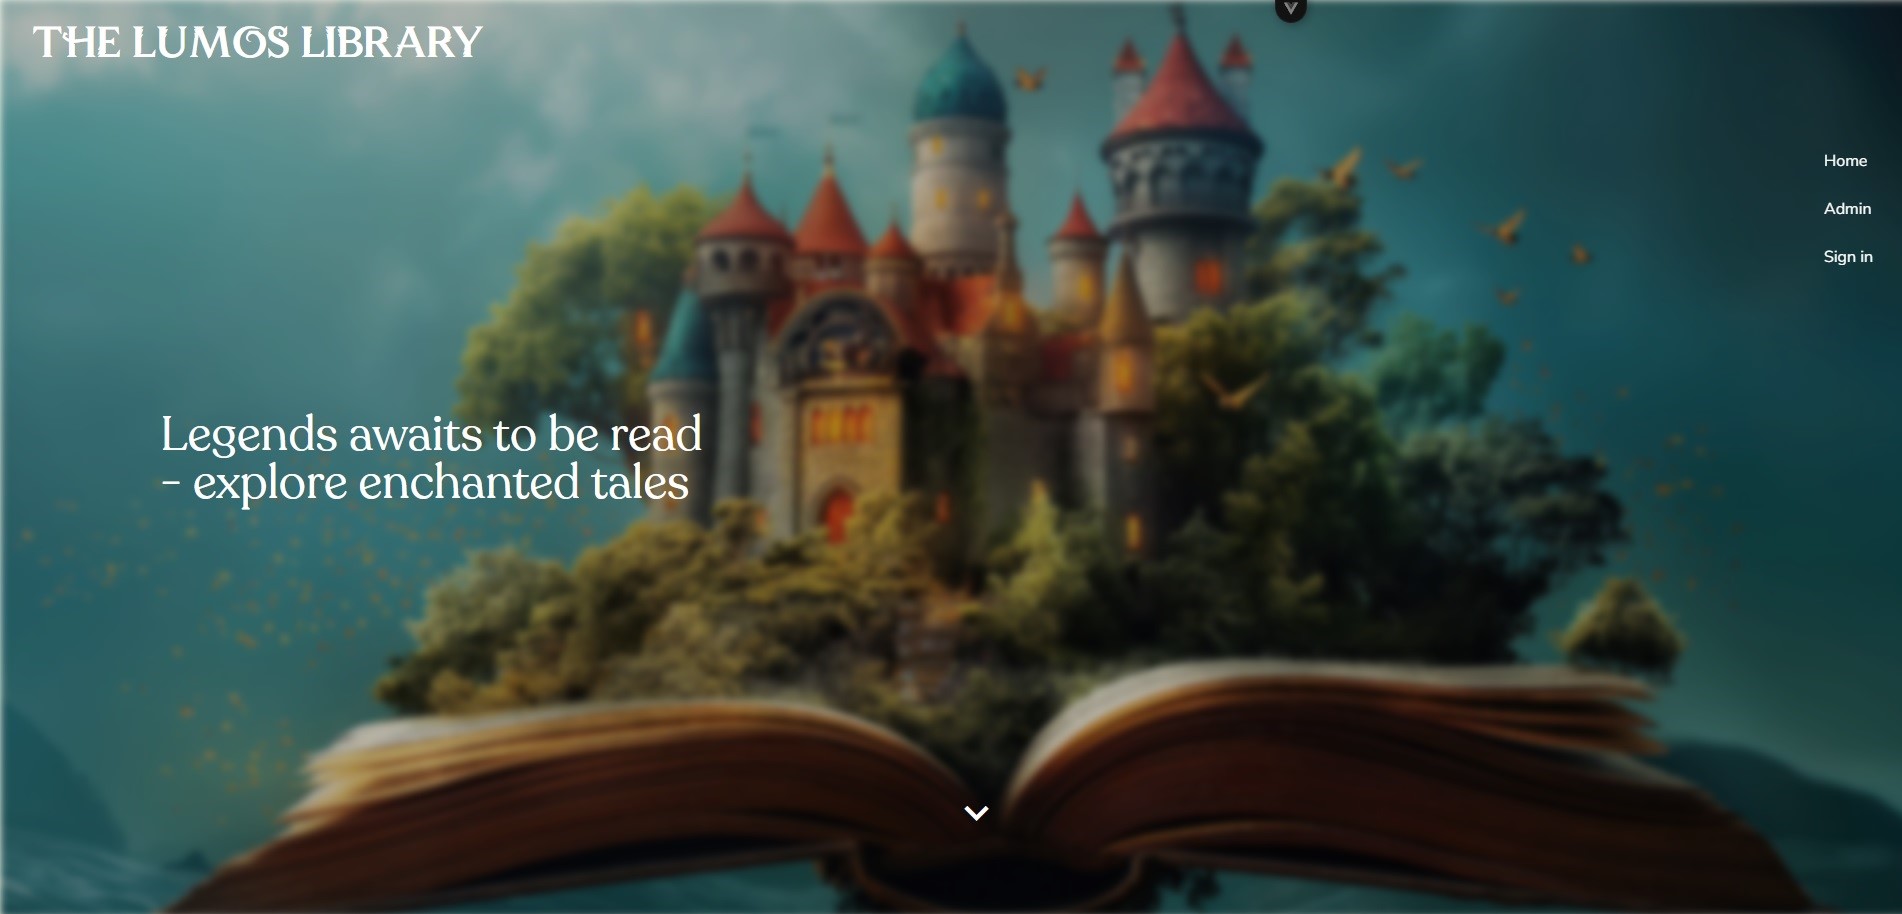 THE LUMOS LIBRARY
Home
Admin
Sign in
Legends awaits to be read
- explore enchanted tales